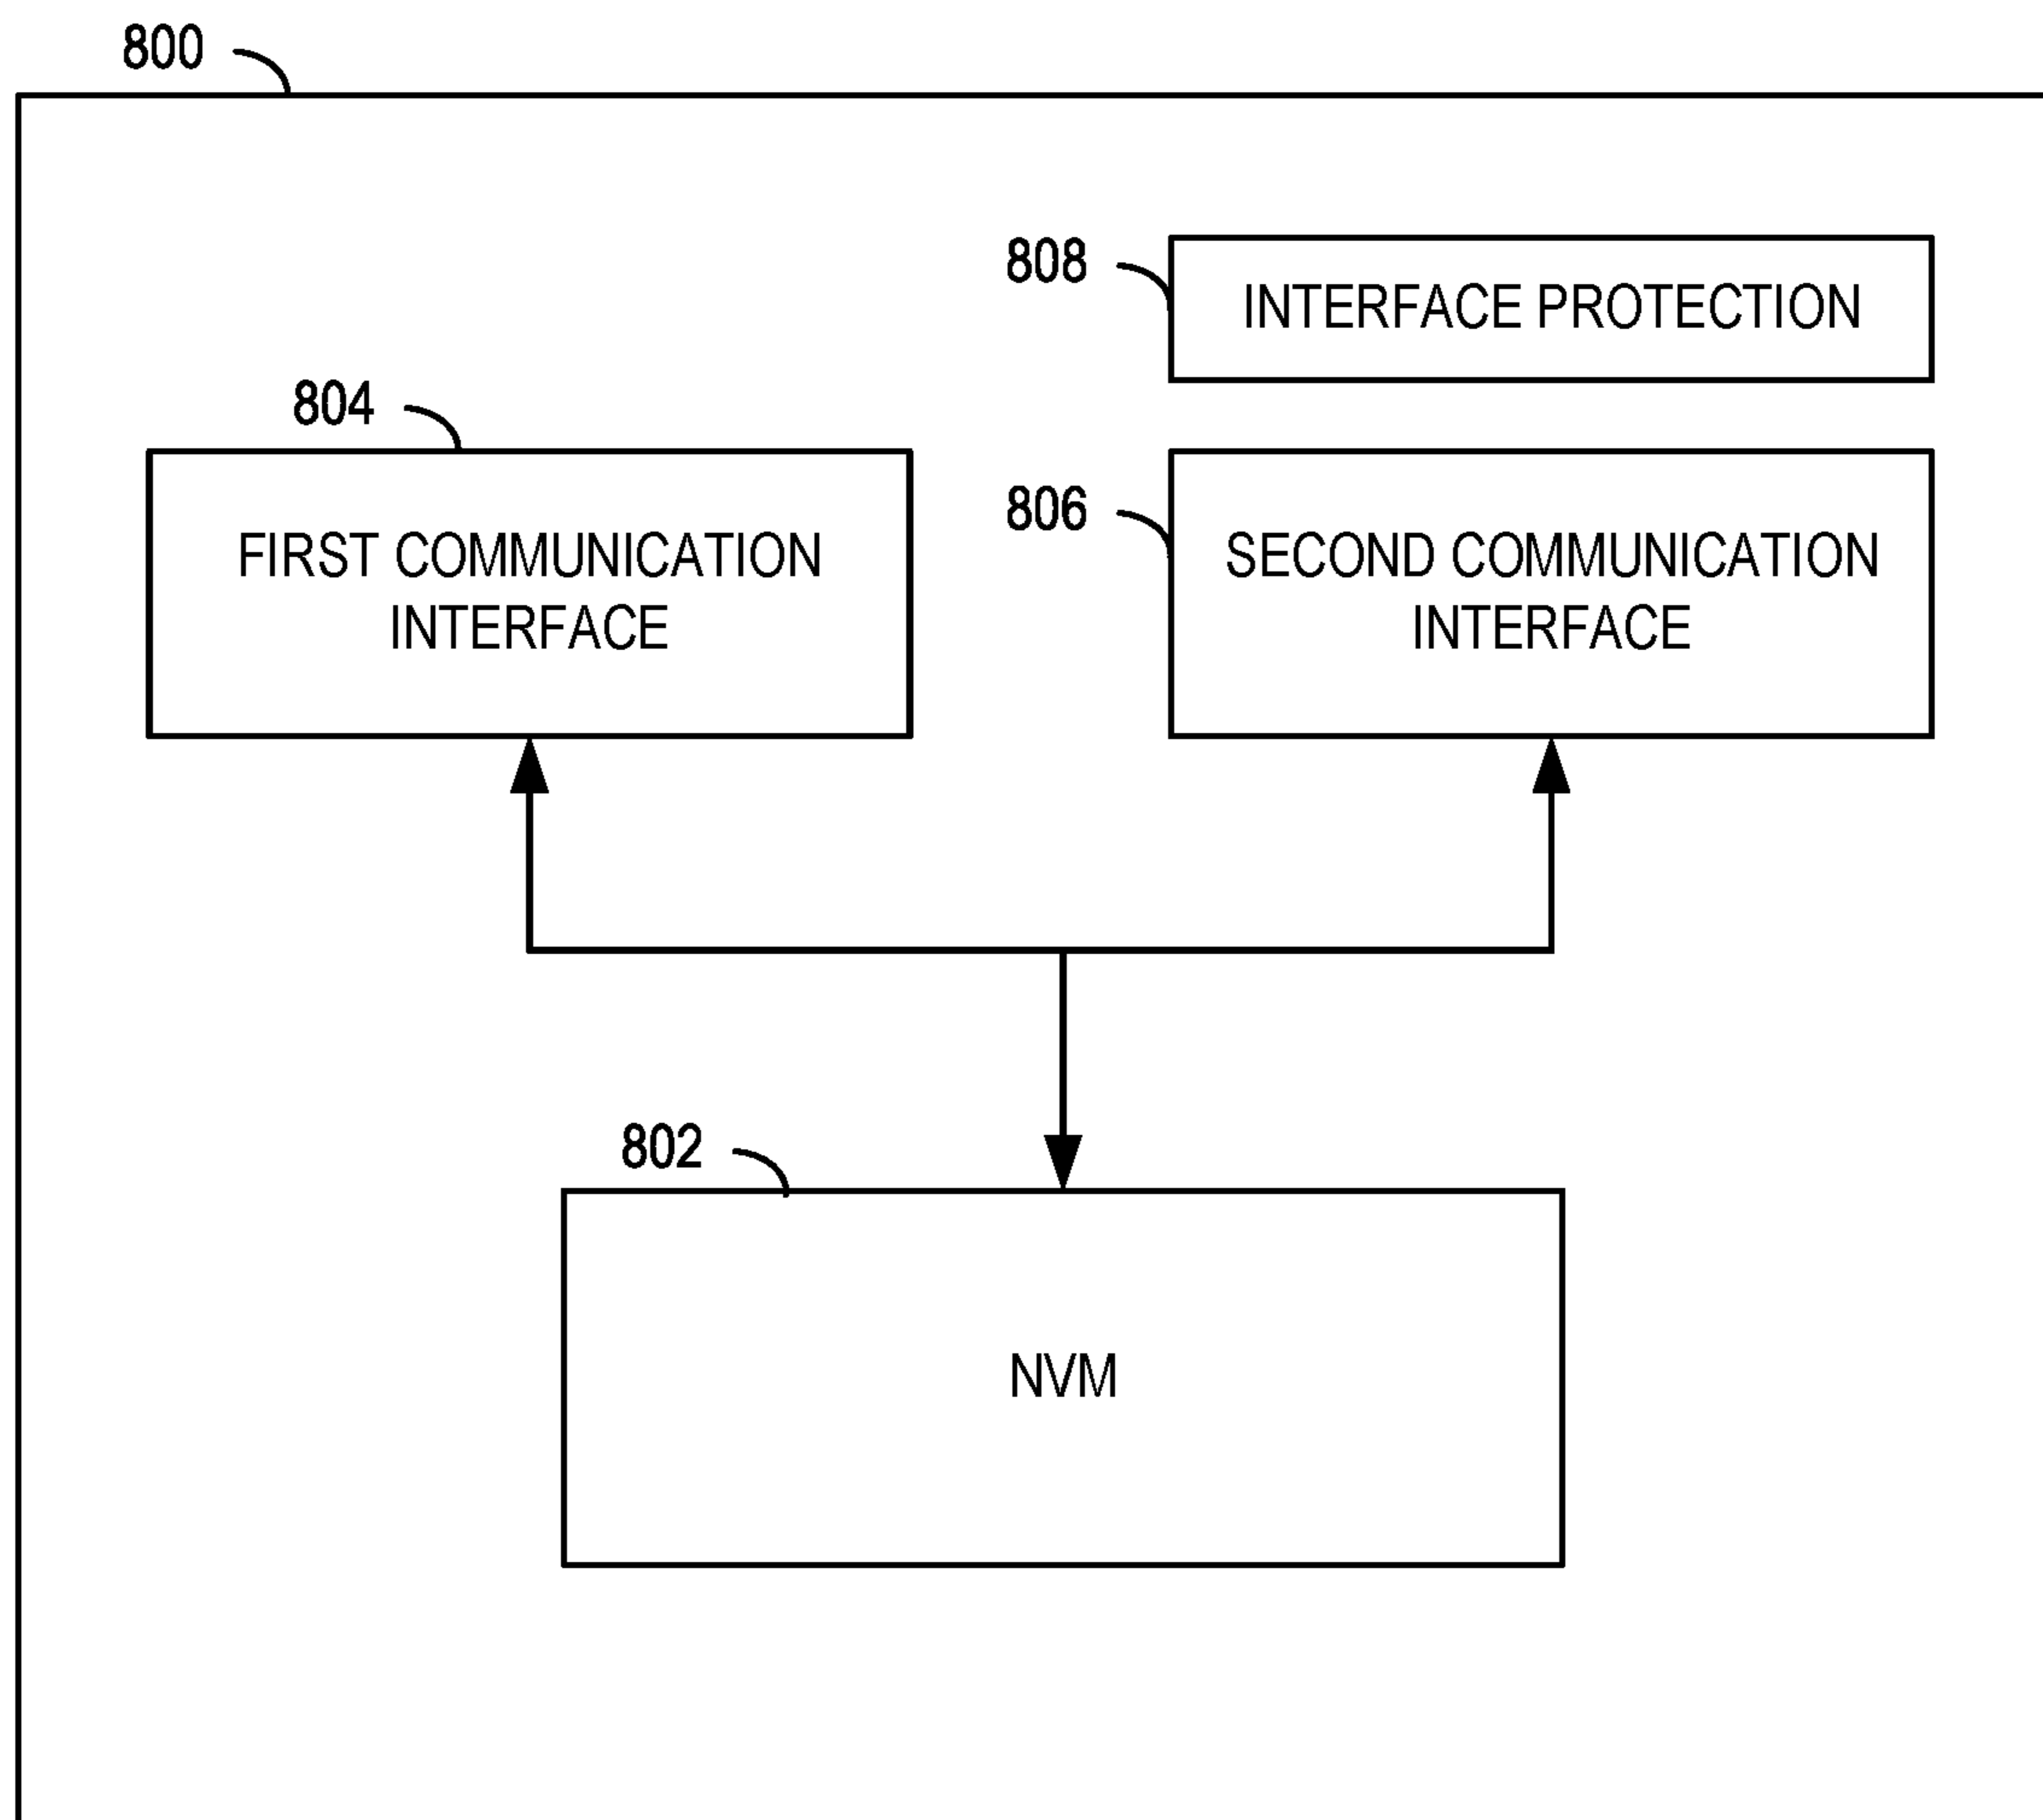 800
808
INTERFACE PROTECTION
804
806
FIRST COMMUNICATION
INTERFACE
SECOND COMMUNICATION
INTERFACE
802
NVM